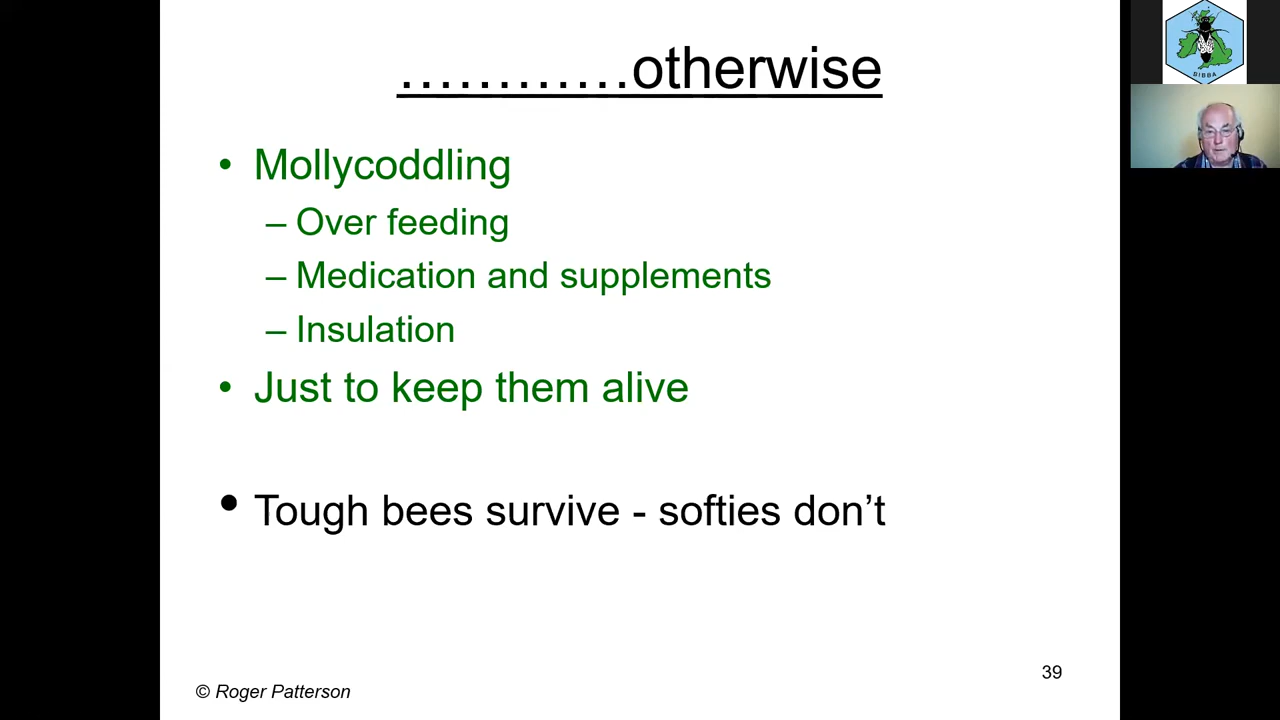 …………otherwise
• Mollycoddling
– Over feeding
– Medication and supplements
– Insulation
• Just to keep them alive
• Tough bees survive - softies don’t
39
© Roger Patterson
BIBBA